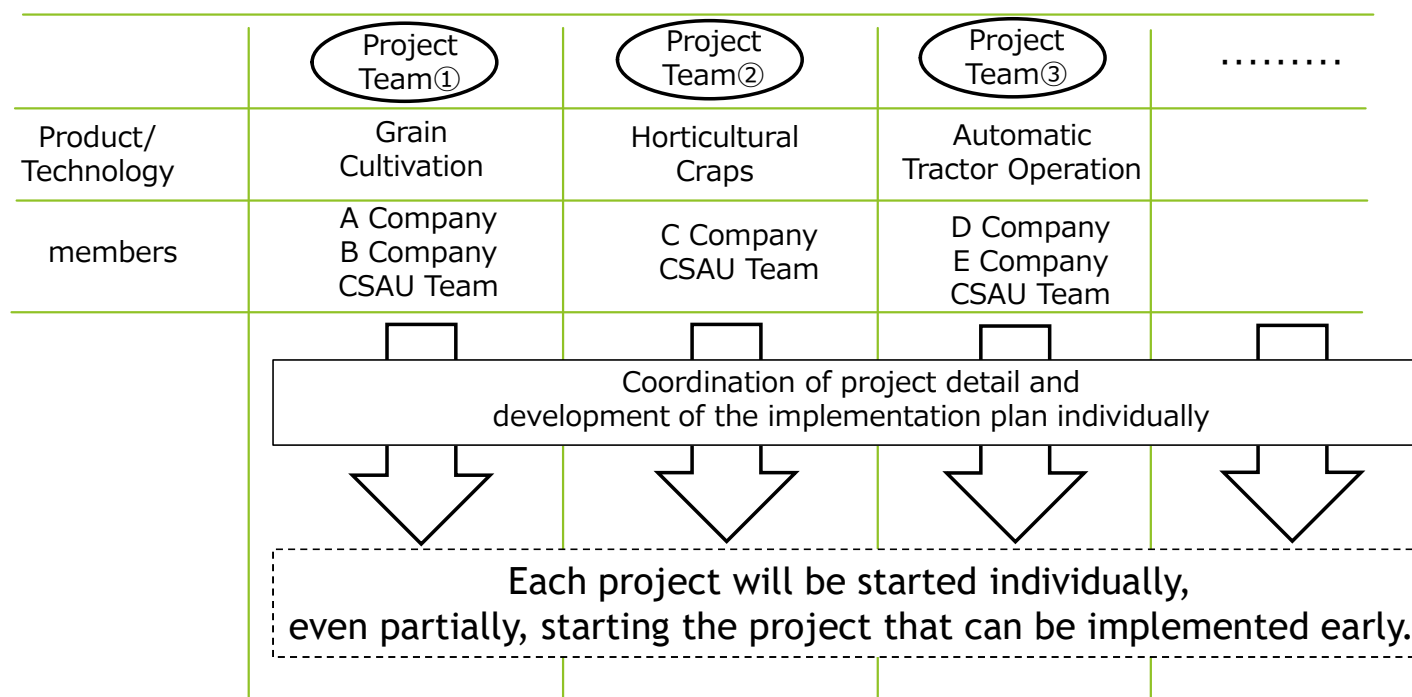 Project
Team①
Project
Team②
Project
Team③
………
Product/
Technology
Grain
Cultivation
Horticultural
Craps
Automatic
Tractor Operation
members
A Company
B Company
CSAU Team
C Company
CSAU Team
D Company
E Company
CSAU Team
Coordination of project detail and
development of the implementation plan individually
Each project will be started individually,
even partially, starting the project that can be implemented early.